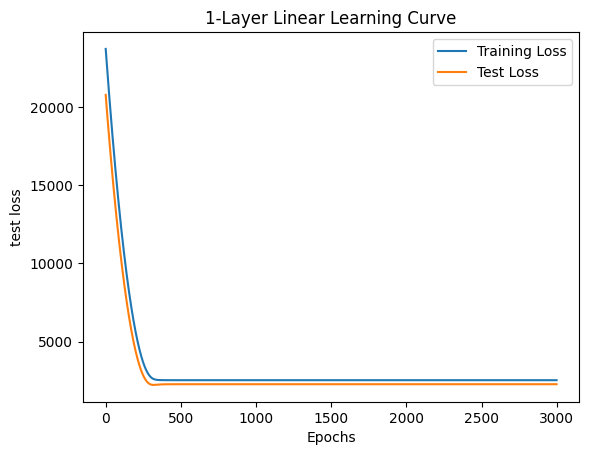 1-Layer Linear Learning Curve
Training Loss
Test Loss
20000
15000
10000
5000
test loss
0
500
1000
1500
2000
2500
3000
Epochs